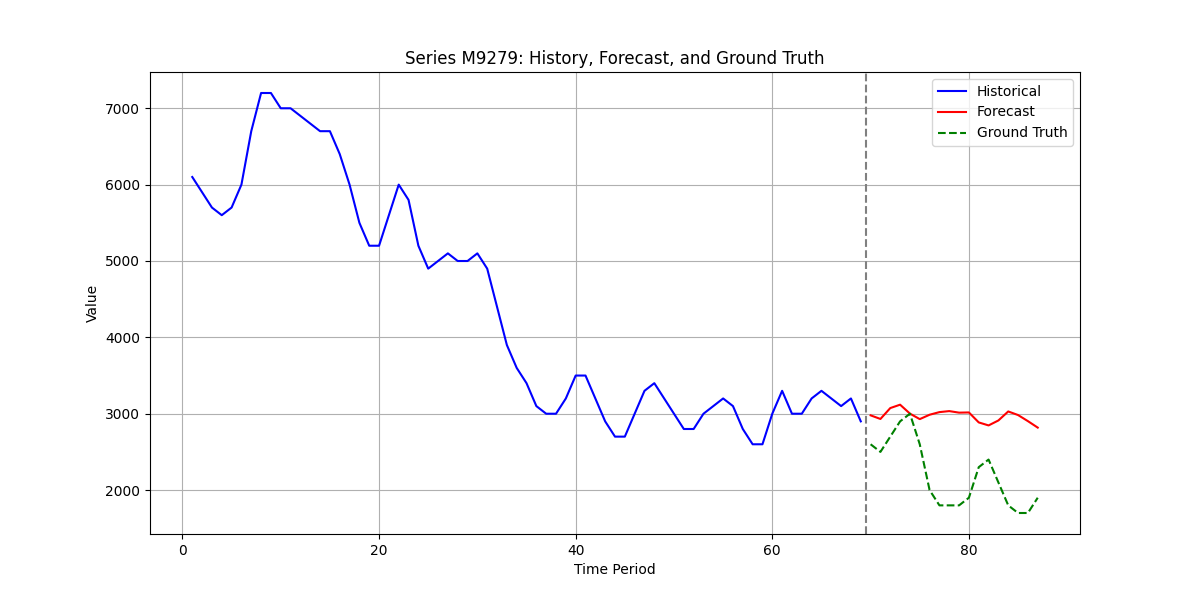 Series M9279: History, Forecast, and Ground Truth
Historical
Forecast
Ground Truth
7000
6000
5000
4000
3000
2000
Value
0
20
40
60
80
Time Period